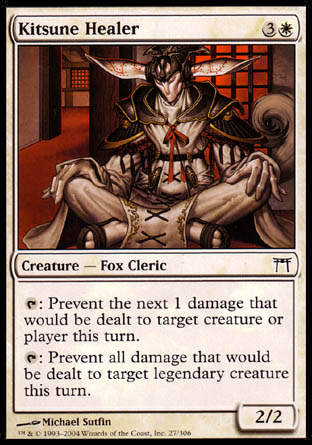 Kitsune Healer 3
Creature — Fox Cleric
: Prevent the next 1 damage that
would be dealt to target creature or
player this turn.
: Prevent all damage that would
be dealt to target legendary creature
this turn.
Michael Sutfin
™ & © 1993–2004 Wizards of the Coast, Inc. 27/306
2/2